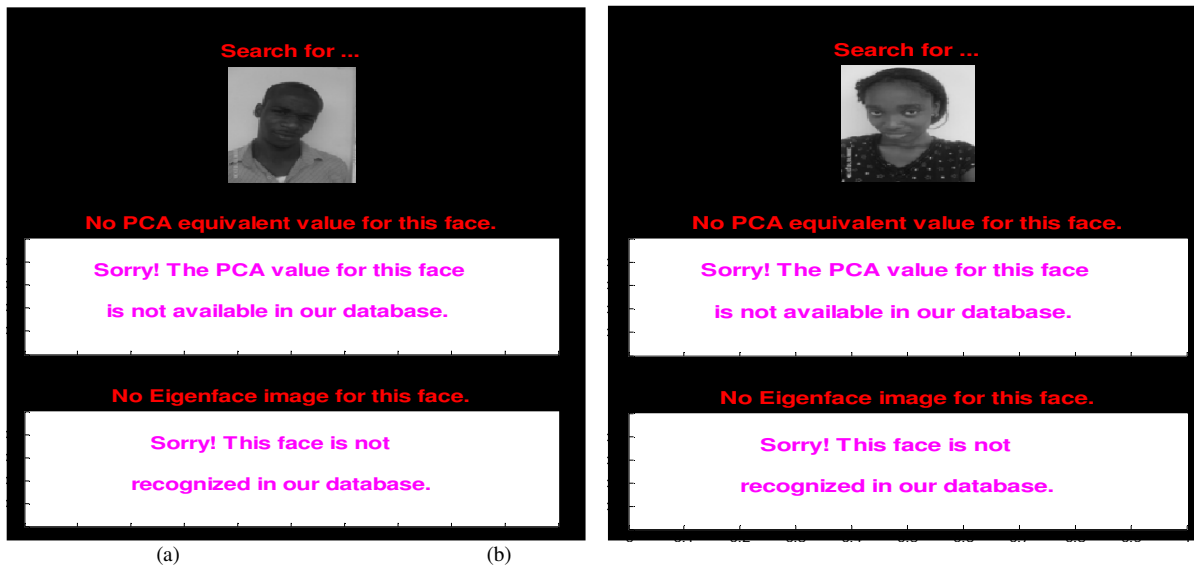 Search for ...
No PCA equivalent value for this face.
Sorry! The PCA value for this face
is not available in our database.
No Eigenface image for this face.
Sorry! This face is not
recognized in our database.
(a)
Search for ...
No PCA equivalent value for this face.
Sorry! The PCA value for this face
is not available in our database.
No Eigenface image for this face.
Sorry! This face is not
recognized in our database.
(b)